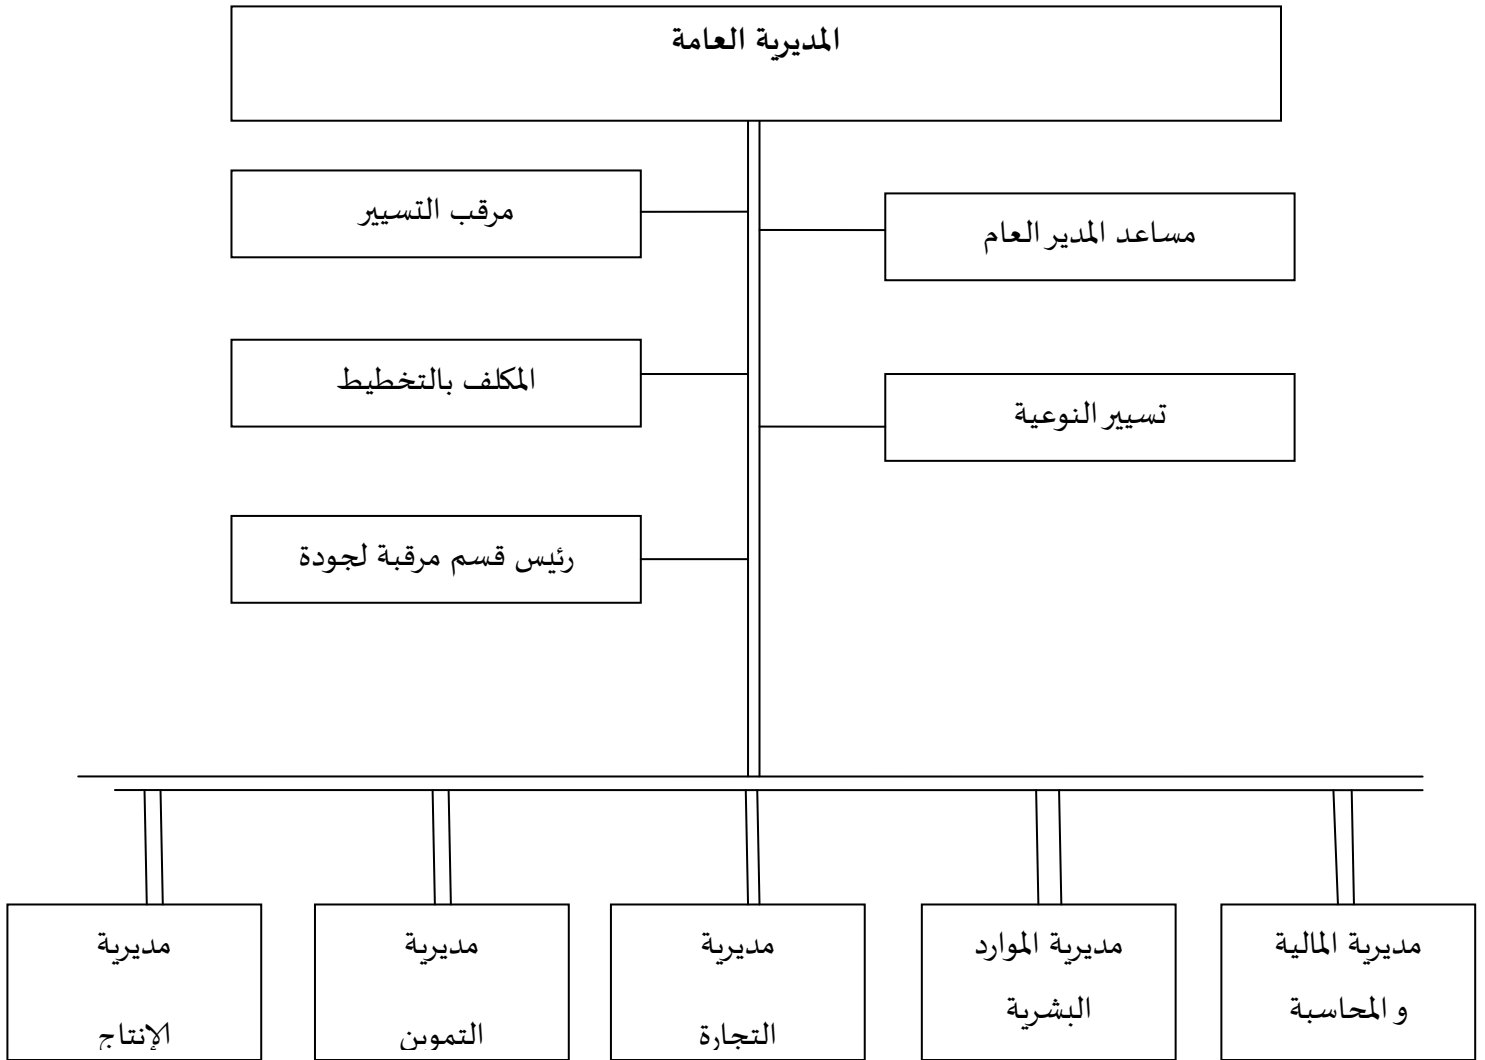 المديرية العامة
مساعد المدير العام
مرقب التسيير
تسيير النوعية
المكلف بالتخطيط
رئيس قسم مرقبة لجودة
مديرية المالية
و المحاسبة
مديرية الموارد
البشرية
مديرية
التجارة
مديرية
التموين
مديرية
الإنتاج